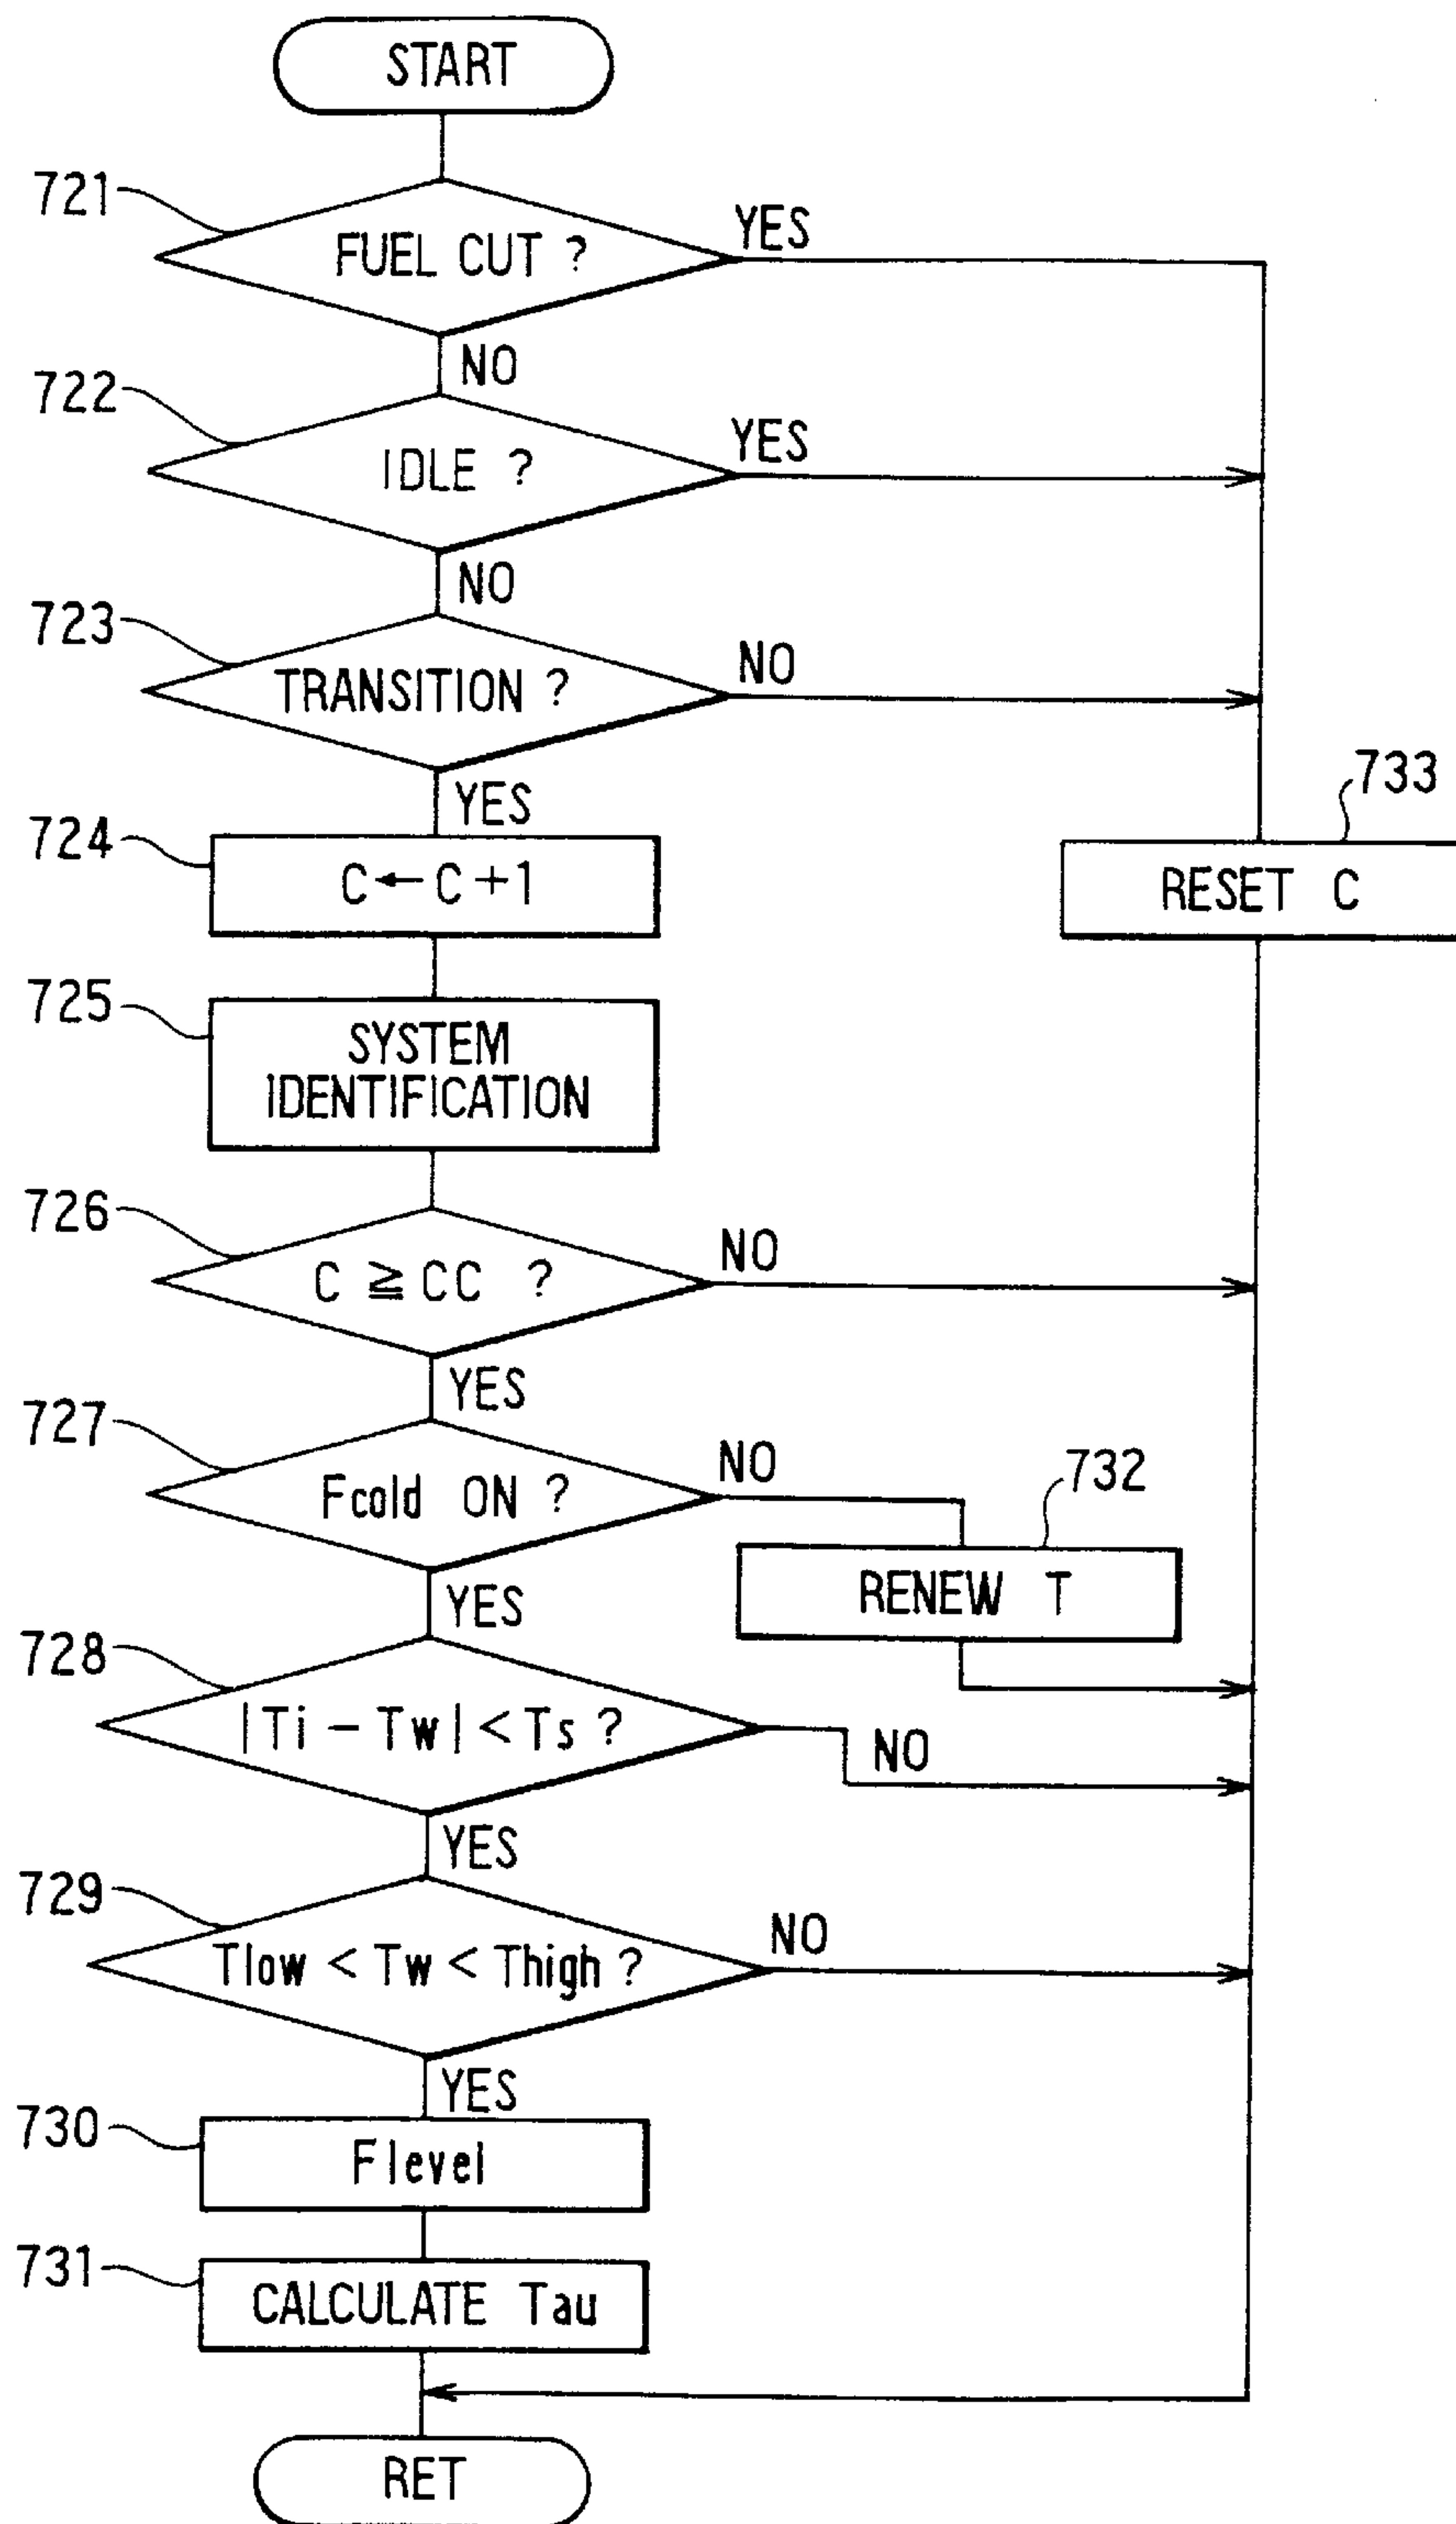 START
721
FUEL CUT ?
YES
NO
722
IDLE ?
YES
NO
723
TRANSITION ?
NO
YES
724
C ← C + 1
733
RESET C
725
SYSTEM
IDENTIFICATION
726
C ≧ CC ?
NO
YES
727
Fcold ON ?
NO
732
RENEW T
YES
728
|Ti − Tw| < Ts ?
NO
YES
729
Tlow < Tw < Thigh ?
NO
YES
730
Flevel
731
CALCULATE Tau
RET